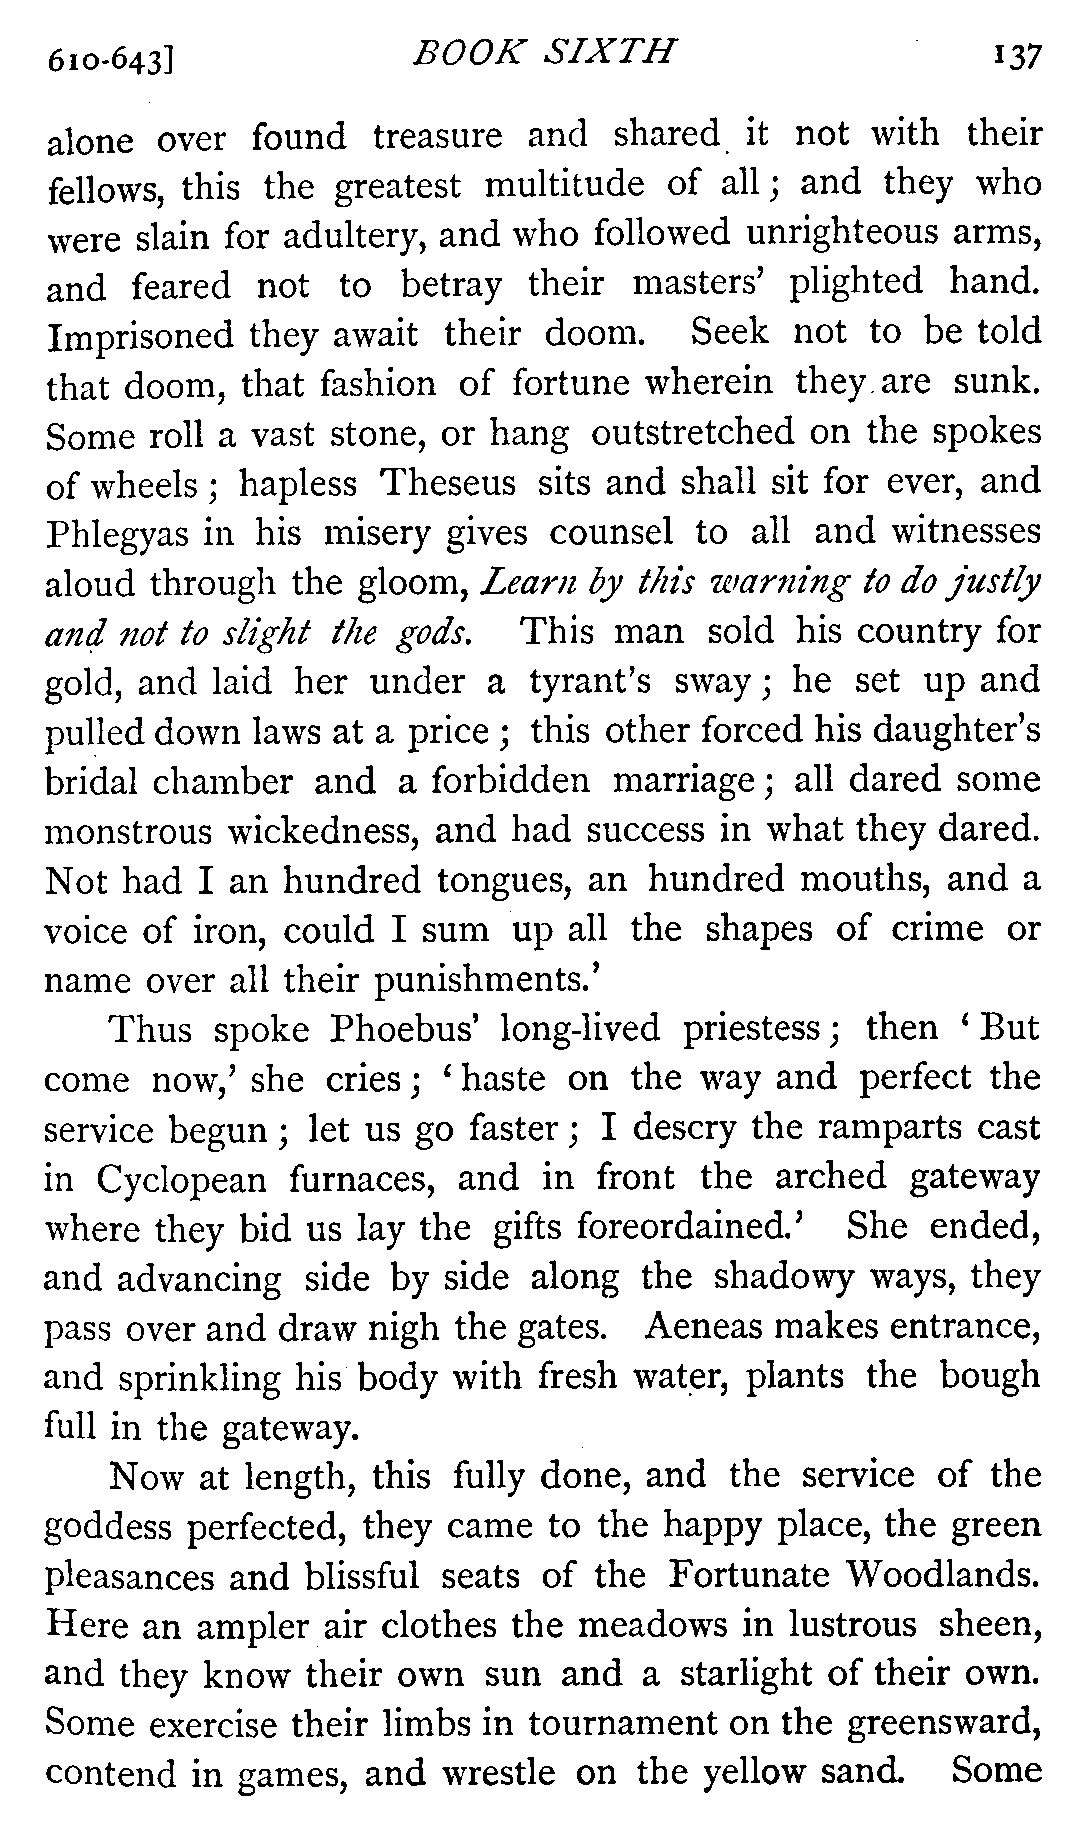 610-643] BOOK SIXTH 137
alone over found treasure and shared it not with their
fellows, this the greatest multitude of all ; and they who
were slain for adultery, and who followed unrighteous arms,
and feared not to betray their masters' plighted hand.
Imprisoned they await their doom. Seek not to be told
that doom, that fashion of fortune wherein they are sunk.
Some roll a vast stone, or hang outstretched on the spokes
of wheels ; hapless Theseus sits and shall sit for ever, and
Phlegyas in his misery gives counsel to all and witnesses
aloud through the gloom, Learn by this warning to do justly
and not to slight the gods. This man sold his country for
gold, and laid her under a tyrant's sway ; he set up and
pulled down laws at a price ; this other forced his daughter's
bridal chamber and a forbidden marriage ; all dared some
monstrous wickedness, and had success in what they dared.
Not had I an hundred tongues, an hundred mouths, and a
voice of iron, could I sum up all the shapes of crime or
name over all their punishments.'
Thus spoke Phoebus' long-lived priestess ; then ‘ But
come now,' she cries ; ‘ haste on the way and perfect the
service begun ; let us go faster ; I descry the ramparts cast
in Cyclopean furnaces, and in front the arched gateway
where they bid us lay the gifts foreordained.' She ended,
and advancing side by side along the shadowy ways, they
pass over and draw nigh the gates. Aeneas makes entrance,
and sprinkling his body with fresh water, plants the bough
full in the gateway.
Now at length, this fully done, and the service of the
goddess perfected, they came to the happy place, the green
pleasances and blissful seats of the Fortunate Woodlands.
Here an ampler air clothes the meadows in lustrous sheen,
and they know their own sun and a starlight of their own.
Some exercise their limbs in tournament on the greensward,
contend in games, and wrestle on the yellow sand. Some